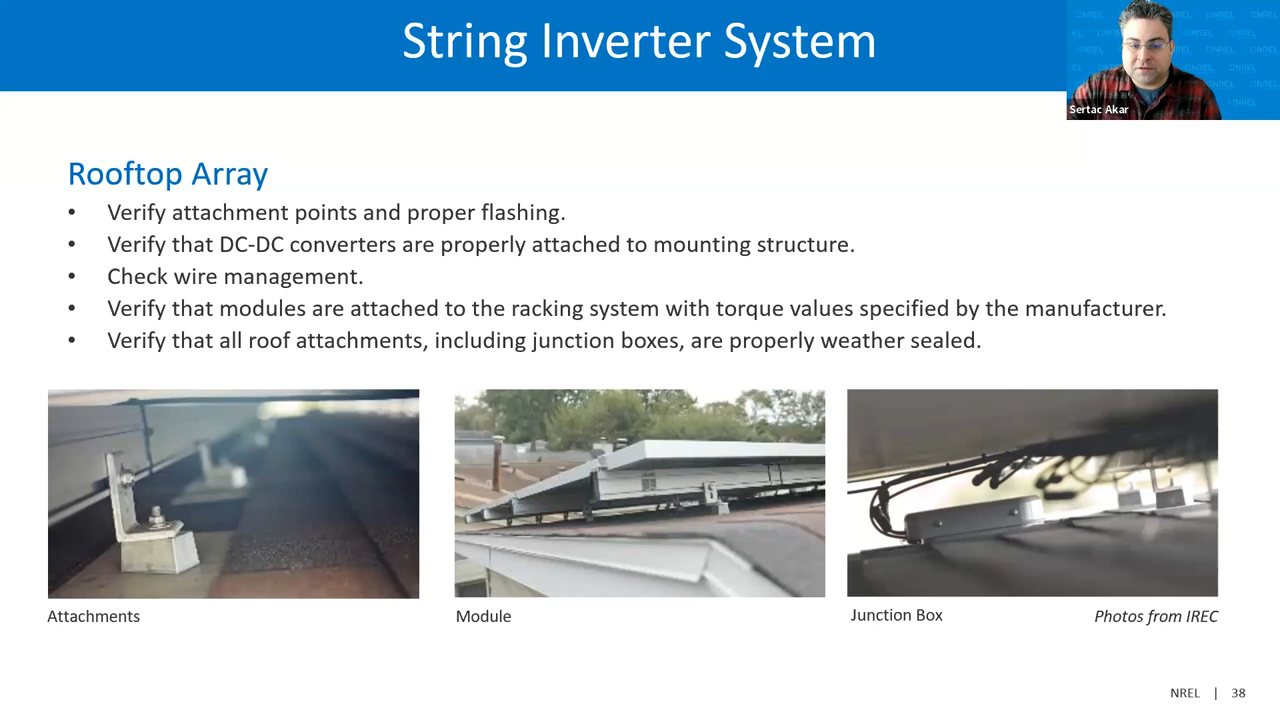 String Inverter System
Sertac Akar
Rooftop Array
• Verify attachment points and proper flashing.
• Verify that DC-DC converters are properly attached to mounting structure.
• Check wire management.
• Verify that modules are attached to the racking system with torque values specified by the manufacturer.
• Verify that all roof attachments, including junction boxes, are properly weather sealed.
Attachments
Module
Junction Box
Photos from IREC
NREL | 38